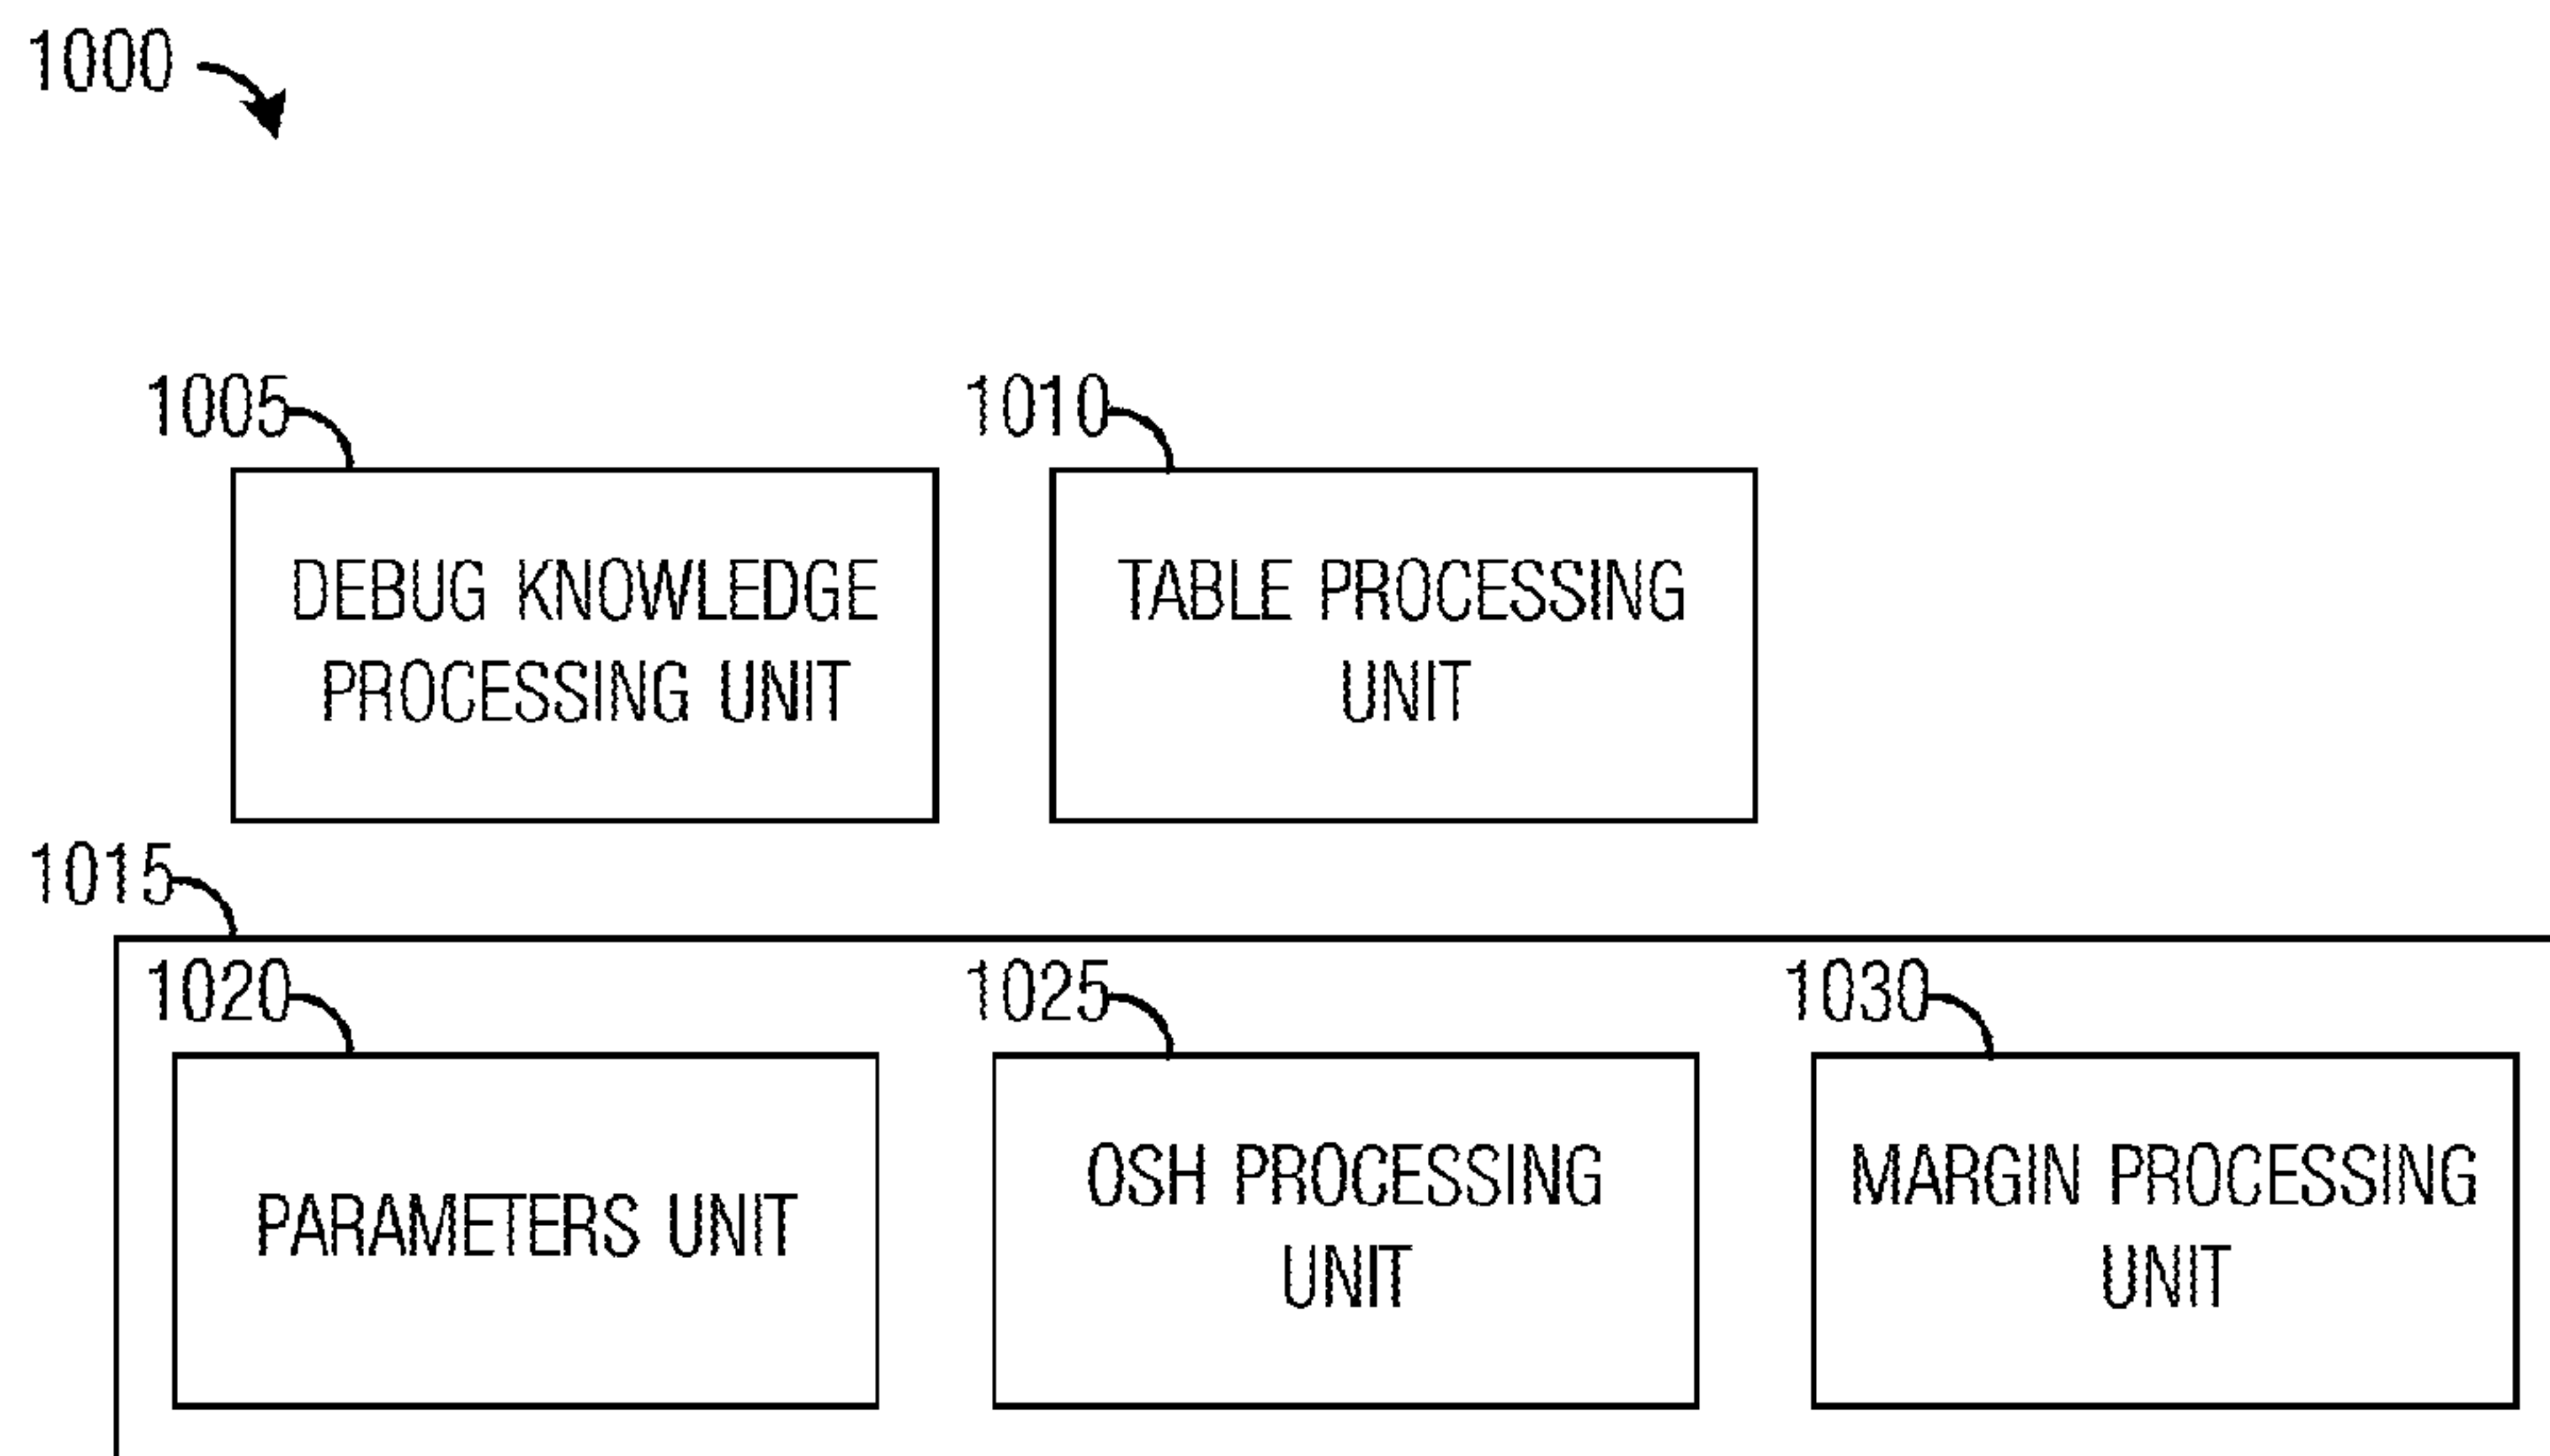 1000
1005
1010
DEBUG KNOWLEDGE
PROCESSING UNIT
TABLE PROCESSING
UNIT
1015
1020
1025
1030
PARAMETERS UNIT
OSH PROCESSING
UNIT
MARGIN PROCESSING
UNIT